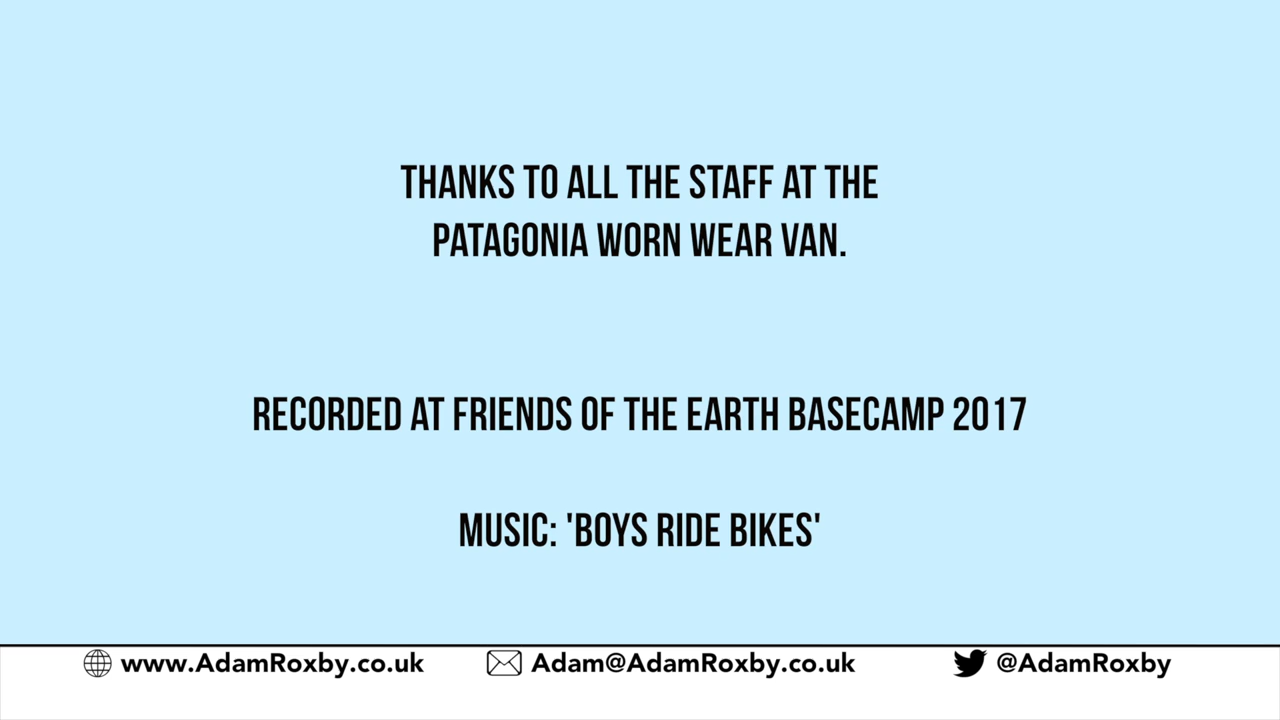 THANKS TO ALL THE STAFF AT THE
PATAGONIA WORN WEAR VAN.
RECORDED AT FRIENDS OF THE EARTH BASECAMP 2017
MUSIC: 'BOYS RIDE BIKES'
www.AdamRoxby.co.uk Adam@AdamRoxby.co.uk @AdamRoxby